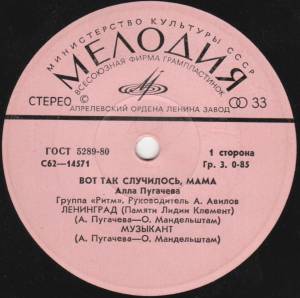 МИНИСТЕРСТВО КУЛЬТУРЫ СССР
МЕЛОДИЯ
ВСЕСОЮЗНАЯ ФИРМА ГРАМПЛАСТИНОК
СТЕРЕО
33
АПРЕЛЕВСКИЙ ОРДЕНА ЛЕНИНА ЗАВОД
ГОСТ 5289-80
1 сторона
С62—14571
Гр. 3. 0-85
ВОТ ТАК СЛУЧИЛОСЬ, МАМА
Алла Пугачева
Группа «Ритм». Руководитель А. Авилов
ЛЕНИНГРАД (Памяти Лидии Клемент)
(А. Пугачева—О. Мандельштам)
МУЗЫКАНТ
(А. Пугачева—О. Мандельштам)